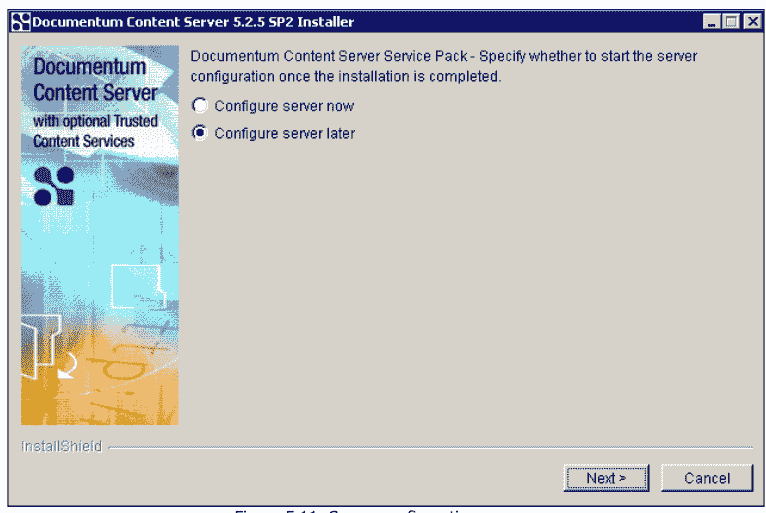 Documentum Content Server 5.2.5 SP2 Installer
Documentum
Content Server
with optional Trusted
Content Services
Documentum Content Server Service Pack - Specify whether to start the server
configuration once the installation is completed.
Configure server now
Configure server later
InstallShield
Next >
Cancel